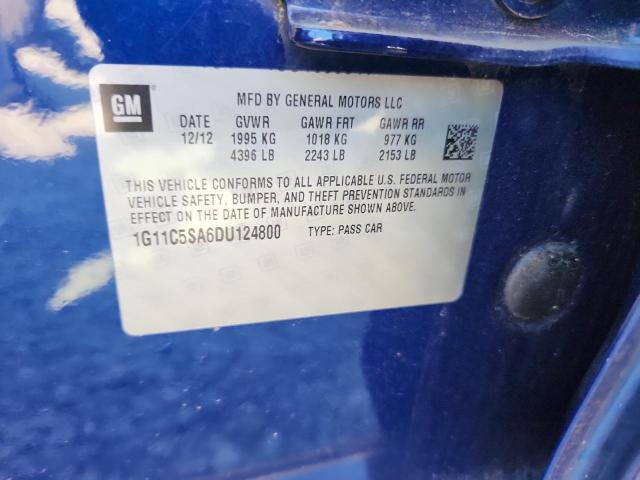 GM
MFD BY GENERAL MOTORS LLC
DATE GVWR GAWR FRT GAWR RR
12/12 1995 KG 1018 KG 977 KG
4396 LB 2243 LB 2153 LB
THIS VEHICLE CONFORMS TO ALL APPLICABLE U.S. FEDERAL MOTOR
VEHICLE SAFETY, BUMPER, AND THEFT PREVENTION STANDARDS IN
EFFECT ON THE DATE OF MANUFACTURE SHOWN ABOVE.
1G11C5SA6DU124800 TYPE: PASS CAR